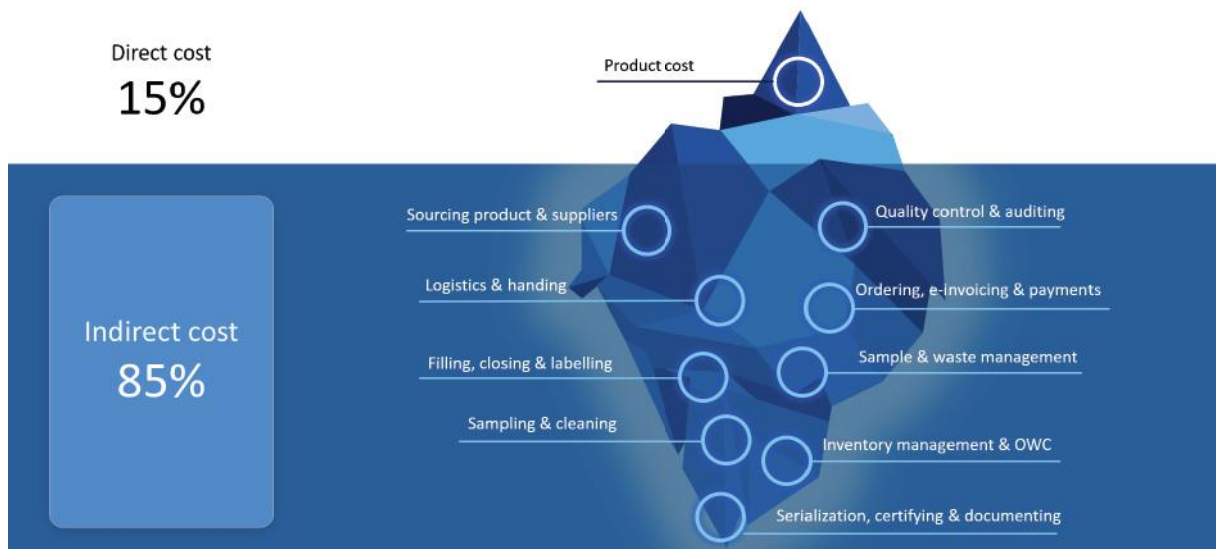 Direct cost
15%
Product cost
Indirect cost
85%
Sourcing product & suppliers
Quality control & auditing
Logistics & handing
Ordering, e-invoicing & payments
Filling, closing & labelling
Sample & waste management
Sampling & cleaning
Inventory management & OWC
Serialization, certifying & documenting